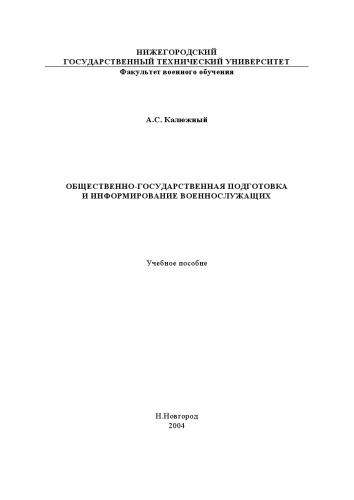 НИЖЕГОРОДСКИЙ
ГОСУДАРСТВЕННЫЙ ТЕХНИЧЕСКИЙ УНИВЕРСИТЕТ
Факультет военного обучения
А.С. Калюжный
ОБЩЕСТВЕННО-ГОСУДАРСТВЕННАЯ ПОДГОТОВКА
И ИНФОРМИРОВАНИЕ ВОЕННОСЛУЖАЩИХ
Учебное пособие
Н.Новгород
2004